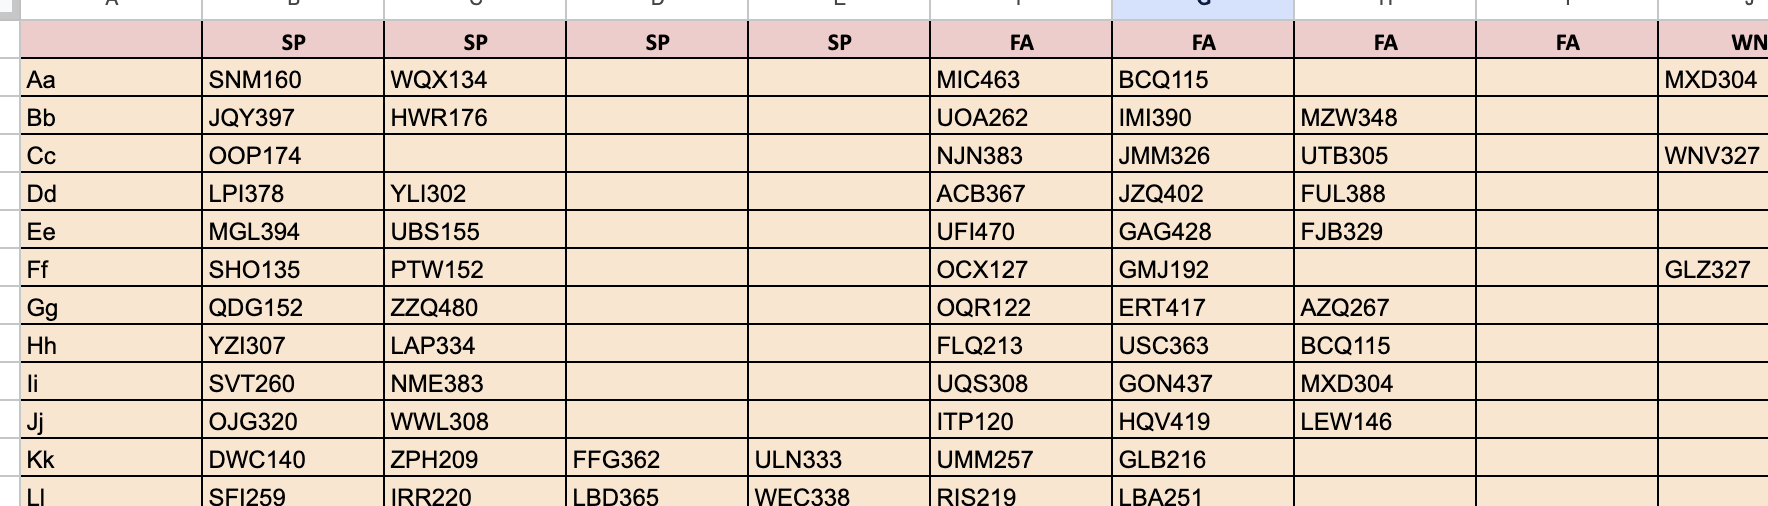 A B C D E F G H I J
SP SP SP SP FA FA FA FA WN
Aa SNM160 WQX134 MIC463 BCQ115 MXD304
Bb JQY397 HWR176 UOA262 IMI390 MZW348
Cc OOP174 NJN383 JMM326 UTB305 WNV327
Dd LPI378 YLI302 ACB367 JZQ402 FUL388
Ee MGL394 UBS155 UFI470 GAG428 FJB329
Ff SHO135 PTW152 OCX127 GMJ192 GLZ327
Gg QDG152 ZZQ480 OQR122 ERT417 AZQ267
Hh YZI307 LAP334 FLQ213 USC363 BCQ115
Ii SVT260 NME383 UQS308 GON437 MXD304
Jj OJG320 WWL308 ITP120 HQV419 LEW146
Kk DWC140 ZPH209 FFG362 ULN333 UMM257 GLB216
Ll SFI259 IRR220 LBD365 WEC338 RIS219 LBA251